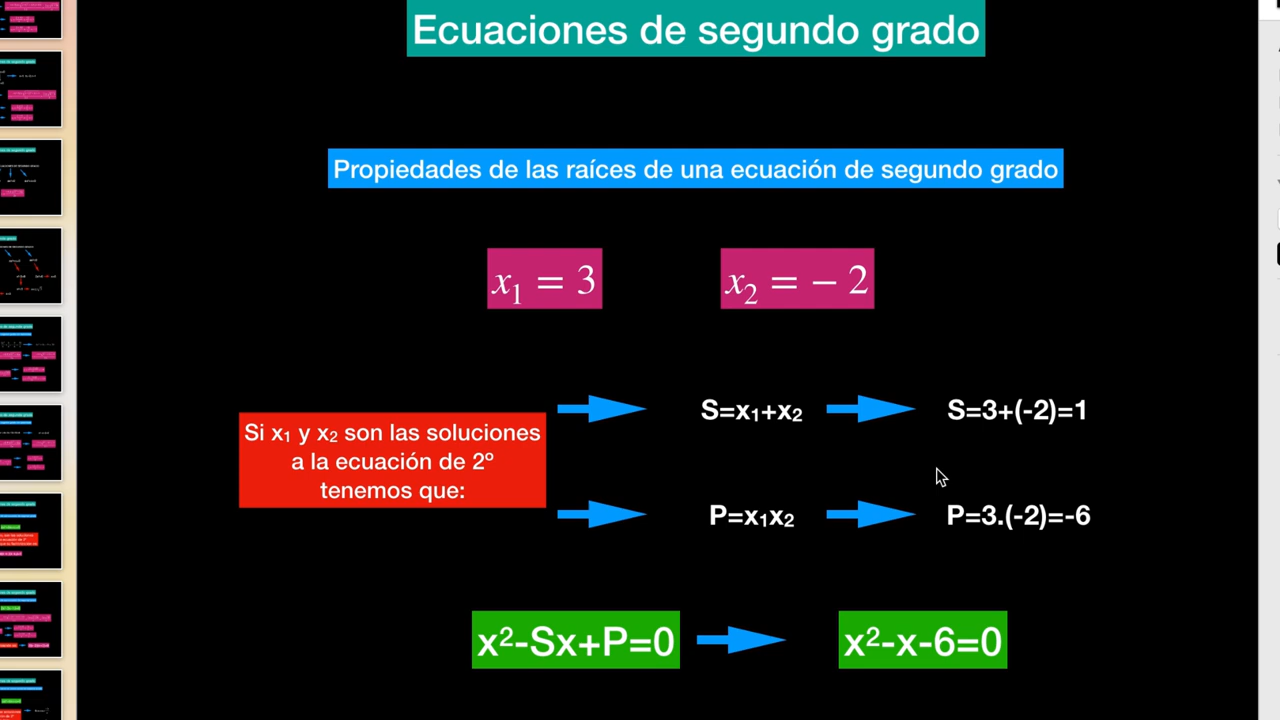 Ecuaciones de segundo grado
Propiedades de las raíces de una ecuación de segundo grado
x₁ = 3
x₂ = − 2
Si x₁ y x₂ son las soluciones
a la ecuación de 2º
tenemos que:
S=x₁+x₂
S=3+(-2)=1
P=x₁x₂
P=3.(-2)=-6
x²-Sx+P=0
x²-x-6=0